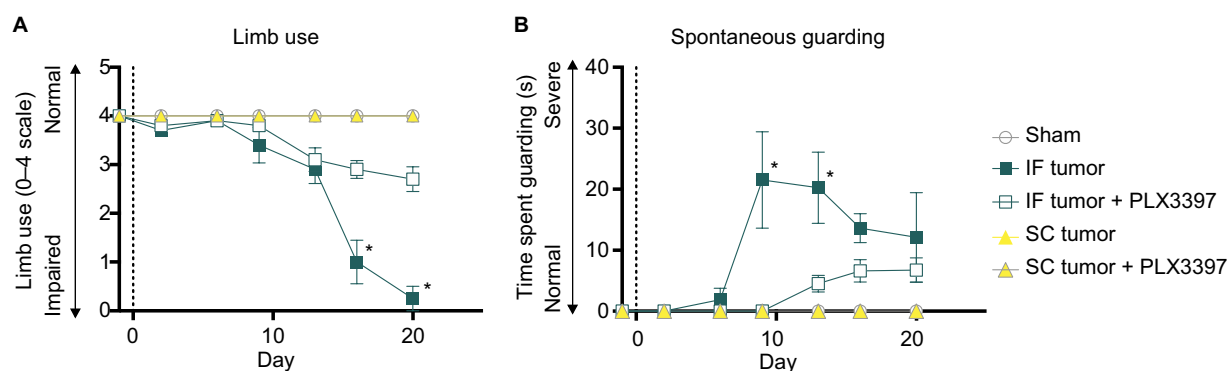 A
Limb use
Normal
Impaired
Limb use (0–4 scale)
5
4
3
2
1
0
*
*
0
10
20
Day
B
Spontaneous guarding
Severe
Normal
Time spent guarding (s)
40
30
20
10
0
*
*
0
10
20
Day
Sham
IF tumor
IF tumor + PLX3397
SC tumor
SC tumor + PLX3397